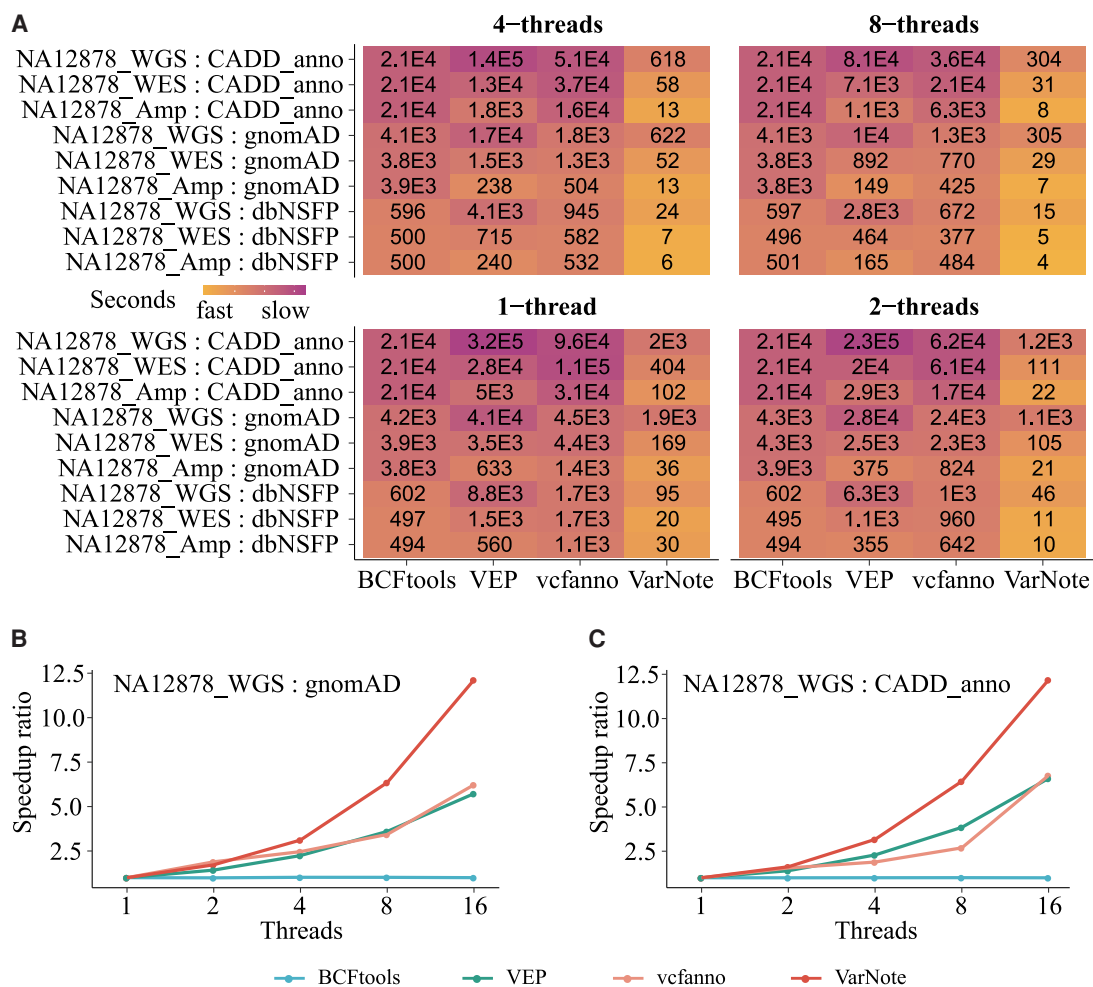 A
4−threads 8−threads
NA12878_WGS : CADD_anno 2.1E4 1.4E5 5.1E4 618 2.1E4 8.1E4 3.6E4 304
NA12878_WES : CADD_anno 2.1E4 1.3E4 3.7E4 58 2.1E4 7.1E3 2.1E4 31
NA12878_Amp : CADD_anno 2.1E4 1.8E3 1.6E4 13 2.1E4 1.1E3 6.3E3 8
NA12878_WGS : gnomAD 4.1E3 1.7E4 1.8E3 622 4.1E3 1E4 1.3E3 305
NA12878_WES : gnomAD 3.8E3 1.5E3 1.3E3 52 3.8E3 892 770 29
NA12878_Amp : gnomAD 3.9E3 238 504 13 3.8E3 149 425 7
NA12878_WGS : dbNSFP 596 4.1E3 945 24 597 2.8E3 672 15
NA12878_WES : dbNSFP 500 715 582 7 496 464 377 5
NA12878_Amp : dbNSFP 500 240 532 6 501 165 484 4
Seconds fast slow
1−thread 2−threads
NA12878_WGS : CADD_anno 2.1E4 3.2E5 9.6E4 2E3 2.1E4 2.3E5 6.2E4 1.2E3
NA12878_WES : CADD_anno 2.1E4 2.8E4 1.1E5 404 2.1E4 2E4 6.1E4 111
NA12878_Amp : CADD_anno 2.1E4 5E3 3.1E4 102 2.1E4 2.9E3 1.7E4 22
NA12878_WGS : gnomAD 4.2E3 4.1E4 4.5E3 1.9E3 4.3E3 2.8E4 2.4E3 1.1E3
NA12878_WES : gnomAD 3.9E3 3.5E3 4.4E3 169 4.3E3 2.5E3 2.3E3 105
NA12878_Amp : gnomAD 3.8E3 633 1.4E3 36 3.9E3 375 824 21
NA12878_WGS : dbNSFP 602 8.8E3 1.7E3 95 602 6.3E3 1E3 46
NA12878_WES : dbNSFP 497 1.5E3 1.7E3 20 495 1.1E3 960 11
NA12878_Amp : dbNSFP 494 560 1.1E3 30 494 355 642 10
BCFtools VEP vcfanno VarNote BCFtools VEP vcfanno VarNote
B
NA12878_WGS : gnomAD
Speedup ratio
12.5
10.0
7.5
5.0
2.5
1 2 4 8 16
Threads
C
NA12878_WGS : CADD_anno
Speedup ratio
12.5
10.0
7.5
5.0
2.5
1 2 4 8 16
Threads
BCFtools VEP vcfanno VarNote